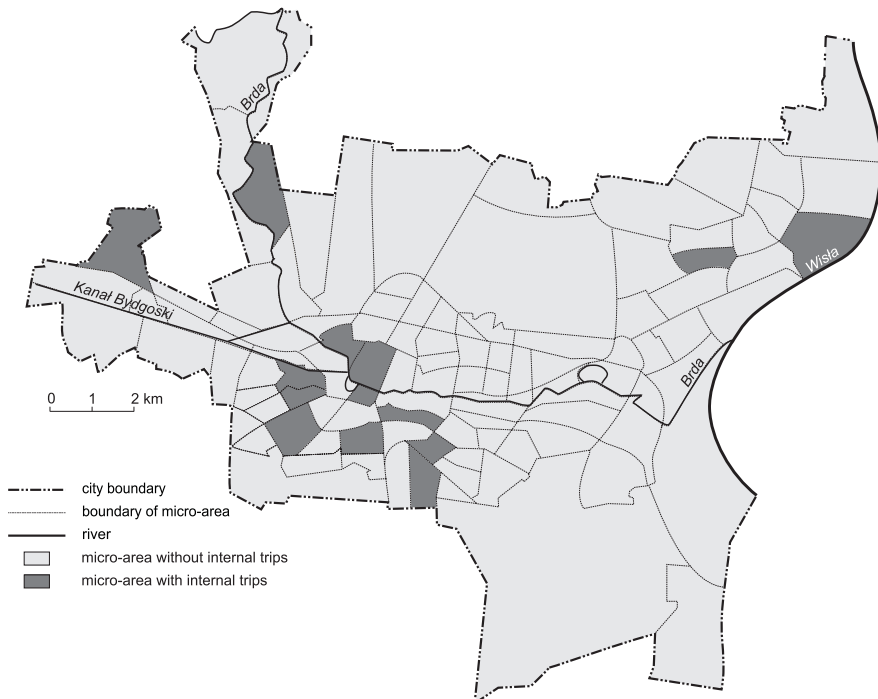 Brda
Wisła
Kanał Bydgoski
Brda
0 1 2 km
city boundary
boundary of micro-area
river
micro-area without internal trips
micro-area with internal trips